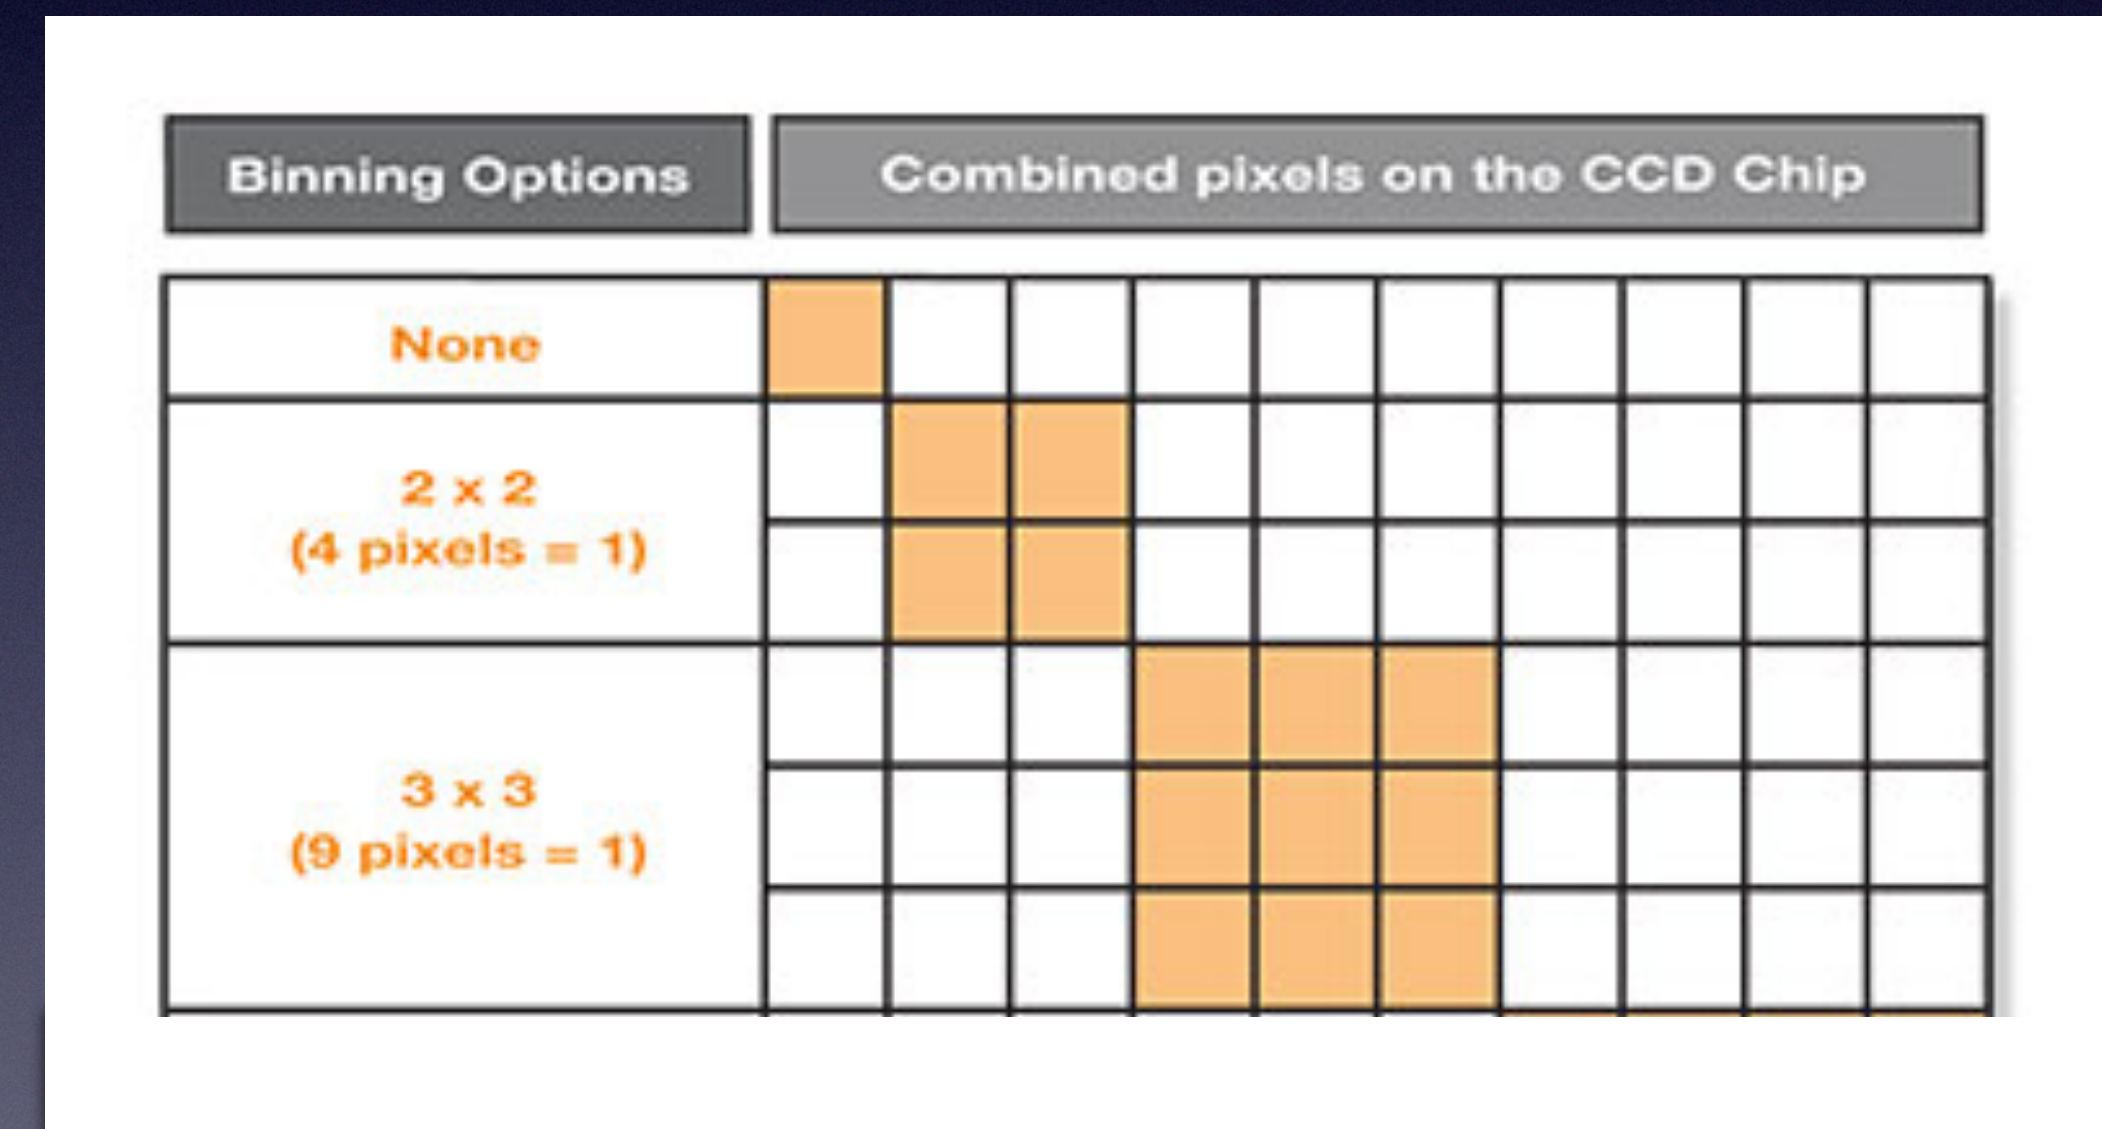 Binning Options
Combined pixels on the CCD Chip
None
2 x 2
(4 pixels = 1)
3 x 3
(9 pixels = 1)